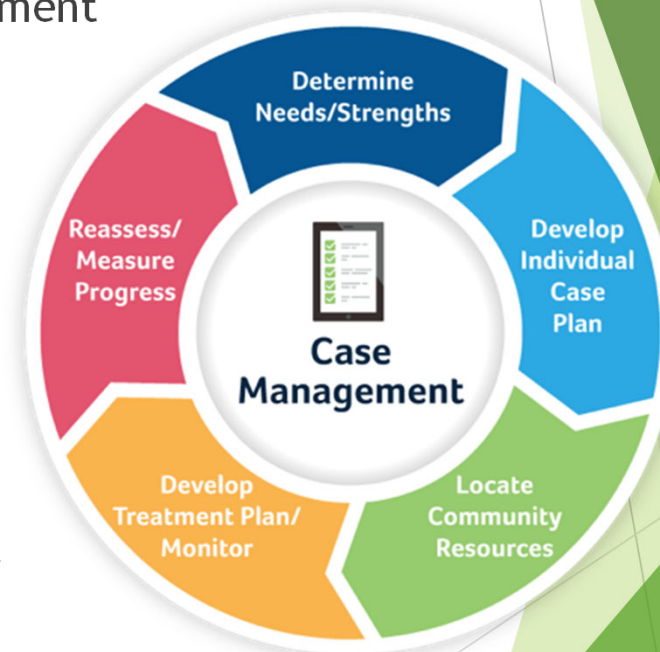 ment
Determine
Needs/Strengths
Develop
Individual
Case
Plan
Locate
Community
Resources
Develop
Treatment Plan/
Monitor
Reassess/
Measure
Progress
Case
Management